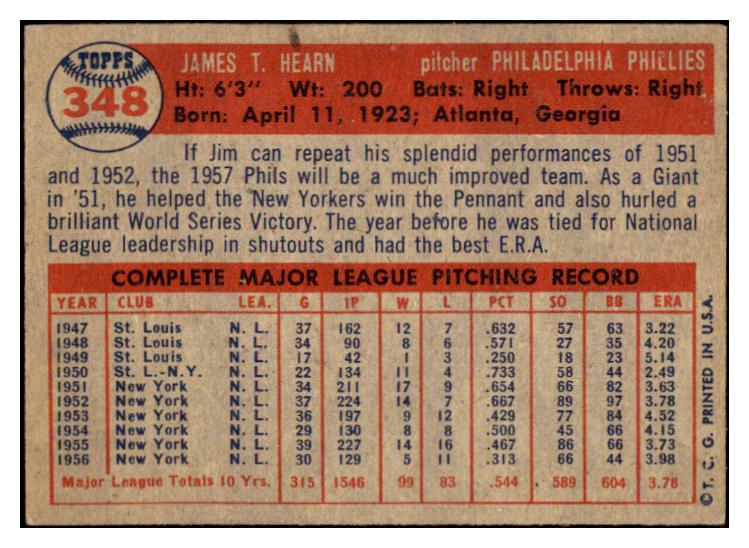 TOPPS
348
JAMES T. HEARN pitcher PHILADELPHIA PHILLIES
Ht: 6'3" Wt: 200 Bats: Right Throws: Right
Born: April 11, 1923; Atlanta, Georgia
If Jim can repeat his splendid performances of 1951
and 1952, the 1957 Phils will be a much improved team. As a Giant
in '51, he helped the New Yorkers win the Pennant and also hurled a
brilliant World Series Victory. The year before he was tied for National
League leadership in shutouts and had the best E.R.A.
COMPLETE MAJOR LEAGUE PITCHING RECORD
YEAR CLUB LEA. G IP W L PCT SO BB ERA
1947 St. Louis N. L. 37 162 12 7 .632 57 63 3.22
1948 St. Louis N. L. 34 90 8 6 .571 27 35 4.20
1949 St. Louis N. L. 17 42 1 3 .250 18 23 5.14
1950 St. L.-N.Y. N. L. 22 134 11 4 .733 58 44 2.49
1951 New York N. L. 34 211 17 9 .654 66 82 3.63
1952 New York N. L. 37 224 14 7 .667 89 97 3.78
1953 New York N. L. 36 197 9 12 .429 77 84 4.52
1954 New York N. L. 29 130 8 8 .500 45 66 4.15
1955 New York N. L. 39 227 14 16 .467 86 66 3.73
1956 New York N. L. 30 129 5 11 .313 66 44 3.98
Major League Totals 10 Yrs. 315 1546 99 83 .544 589 604 3.78
© T. C. G. PRINTED IN U.S.A.